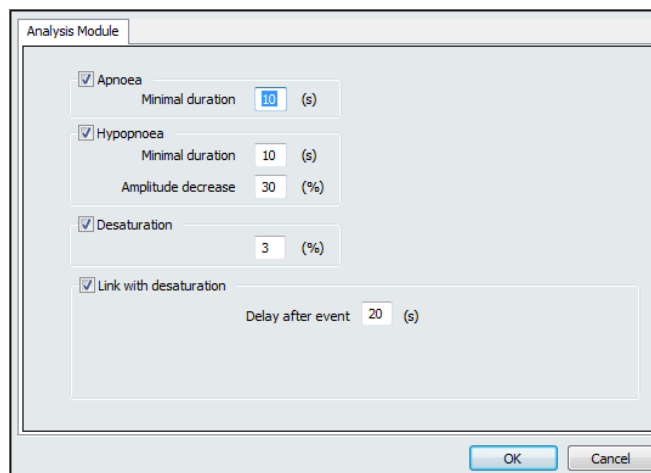 Analysis Module
Apnoea
Minimal duration 10 (s)
Hypopnoea
Minimal duration 10 (s)
Amplitude decrease 30 (%)
Desaturation
3 (%)
Link with desaturation
Delay after event 20 (s)
OK Cancel